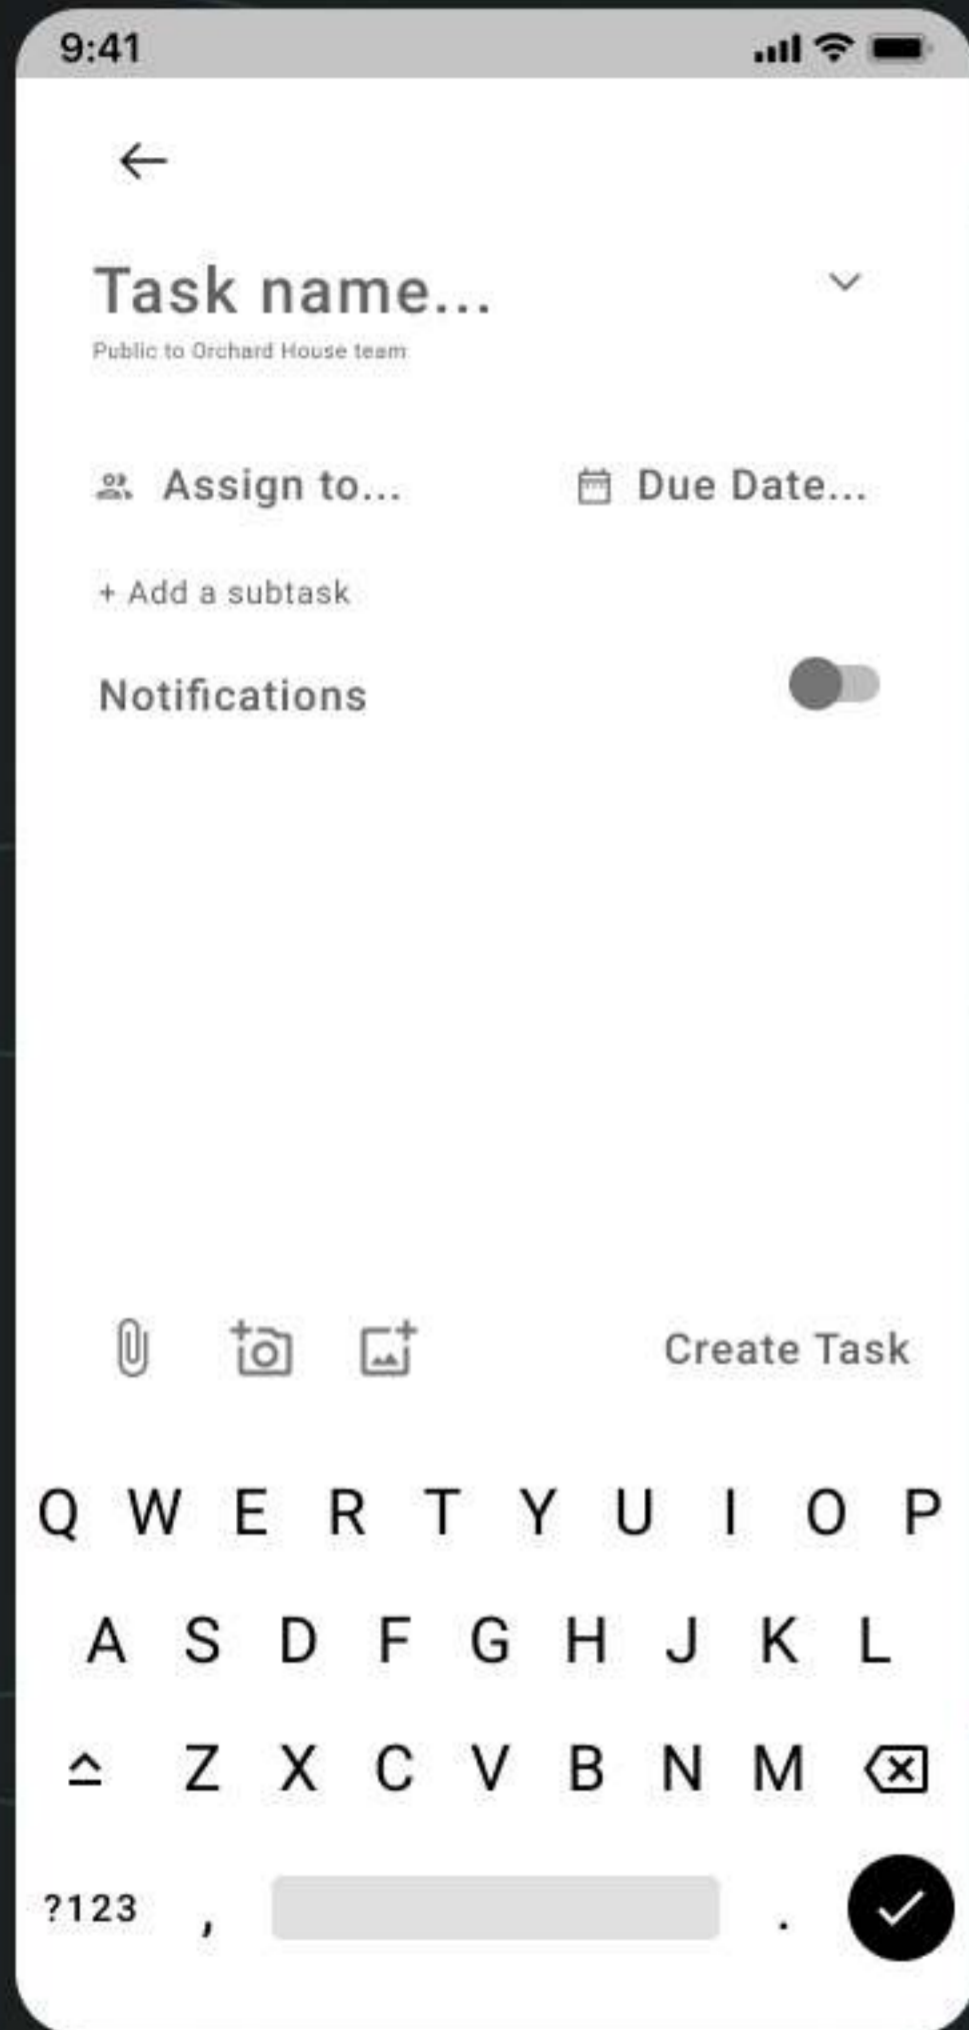 9:41
Task name...
Public to Orchard House team
Assign to... Due Date...
+ Add a subtask
Notifications
Create Task
Q W E R T Y U I O P
A S D F G H J K L
Z X C V B N M
?123 , .